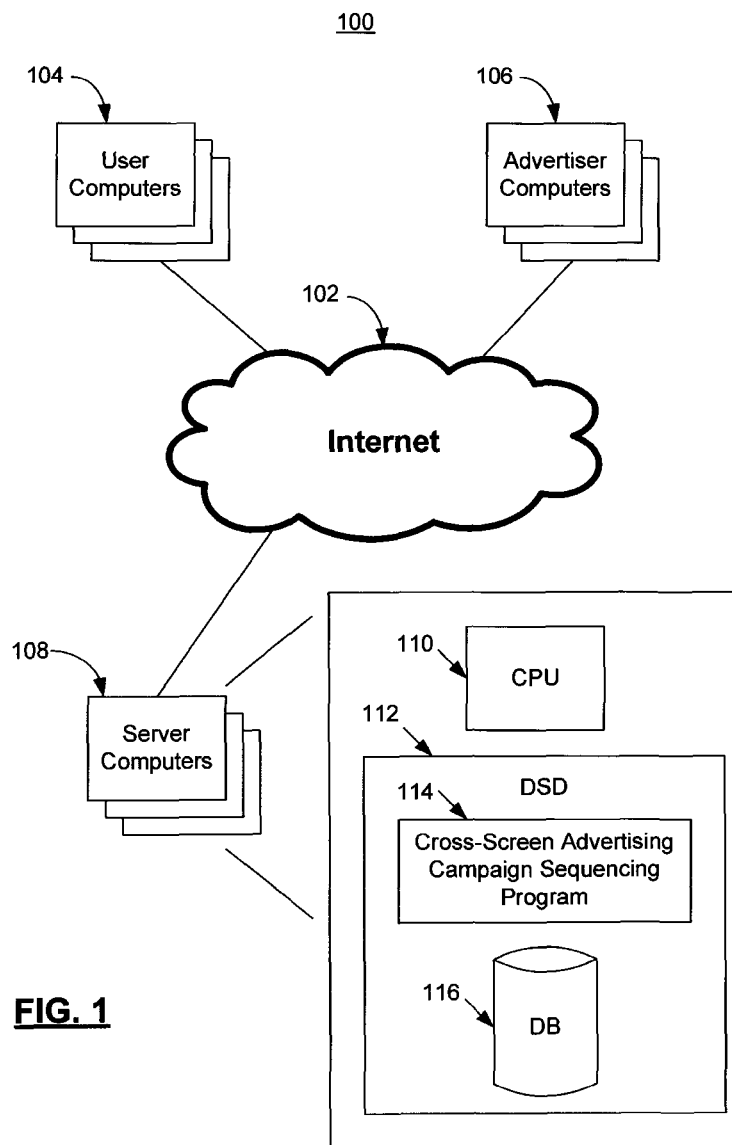 100
104
106
User
Computers
Advertiser
Computers
102
Internet
108
Server
Computers
110
CPU
112
DSD
114
Cross-Screen Advertising
Campaign Sequencing
Program
116
DB
FIG. 1